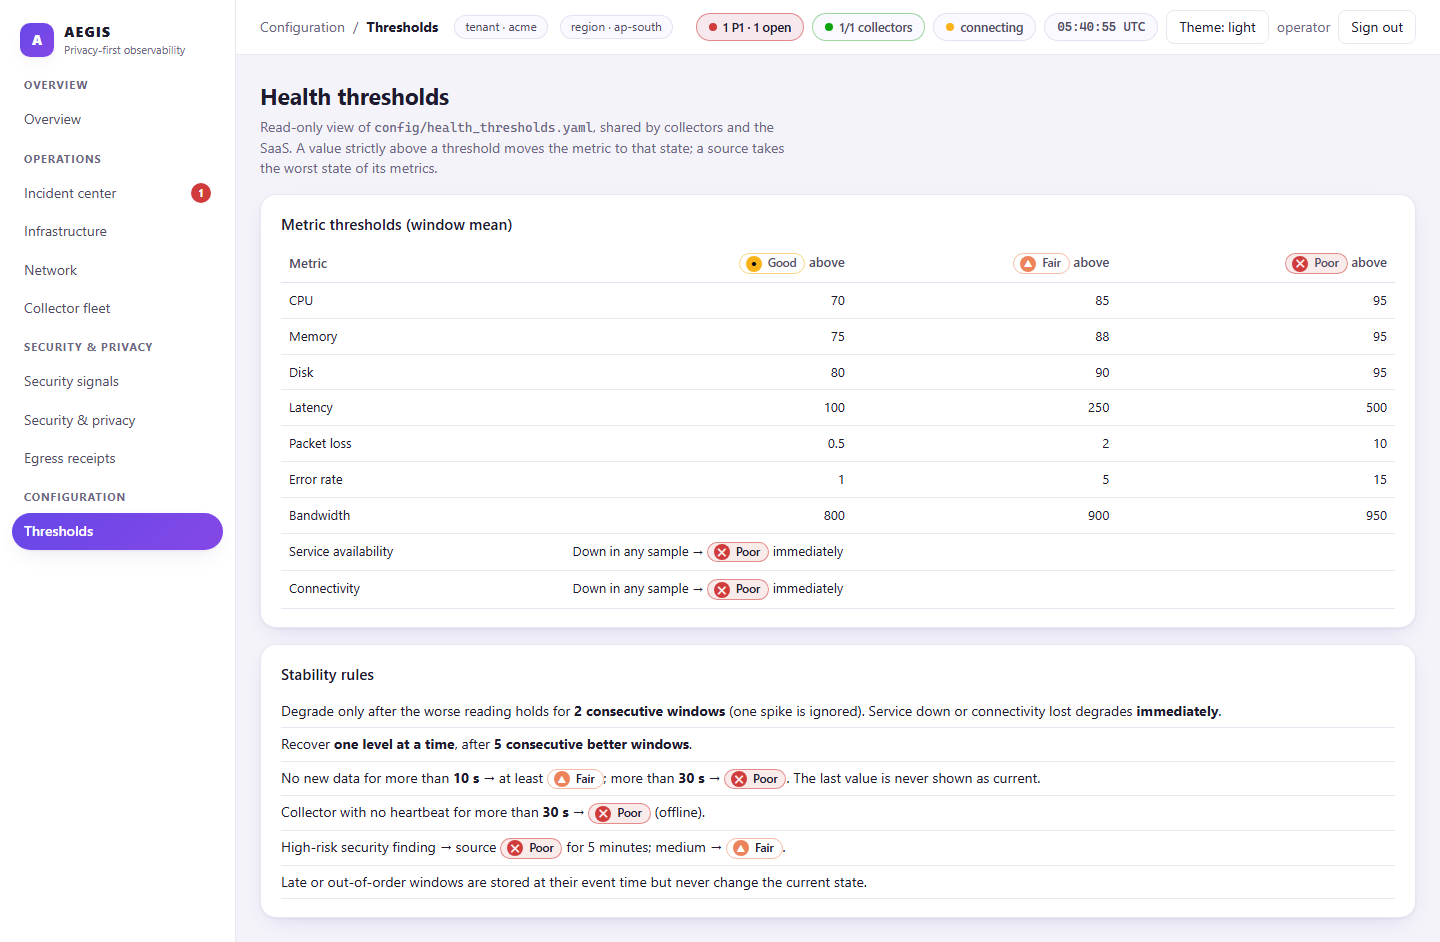 A
AEGIS
Privacy-first observability
OVERVIEW
Overview
OPERATIONS
Incident center 1
Infrastructure
Network
Collector fleet
SECURITY & PRIVACY
Security signals
Security & privacy
Egress receipts
CONFIGURATION
Thresholds
Configuration / Thresholds tenant · acme region · ap-south 1 P1 · 1 open 1/1 collectors connecting 05:40:55 UTC Theme: light operator Sign out
Health thresholds
Read-only view of config/health_thresholds.yaml, shared by collectors and the
SaaS. A value strictly above a threshold moves the metric to that state; a source takes
the worst state of its metrics.
Metric thresholds (window mean)
Metric Good above Fair above Poor above
CPU 70 85 95
Memory 75 88 95
Disk 80 90 95
Latency 100 250 500
Packet loss 0.5 2 10
Error rate 1 5 15
Bandwidth 800 900 950
Service availability Down in any sample → Poor immediately
Connectivity Down in any sample → Poor immediately
Stability rules
Degrade only after the worse reading holds for 2 consecutive windows (one spike is ignored). Service down or connectivity lost degrades immediately.
Recover one level at a time, after 5 consecutive better windows.
No new data for more than 10 s → at least Fair; more than 30 s → Poor. The last value is never shown as current.
Collector with no heartbeat for more than 30 s → Poor (offline).
High-risk security finding → source Poor for 5 minutes; medium → Fair.
Late or out-of-order windows are stored at their event time but never change the current state.